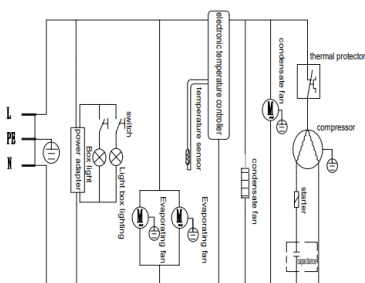 L
PE
N
power adapter
Box light
Light box lighting
switch
Evaporating fan
Evaporating fan
temperature sensor
electronic temperature controller
condensate fan
condensate fan
thermal protector
compressor
starter
capacitance
M
M
M